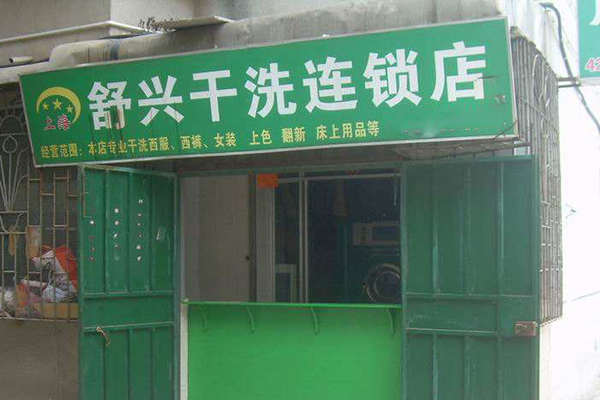 上海
舒兴干洗连锁店
经营范围：本店专业干洗西服、西裤、女装 上色 翻新 床上用品等